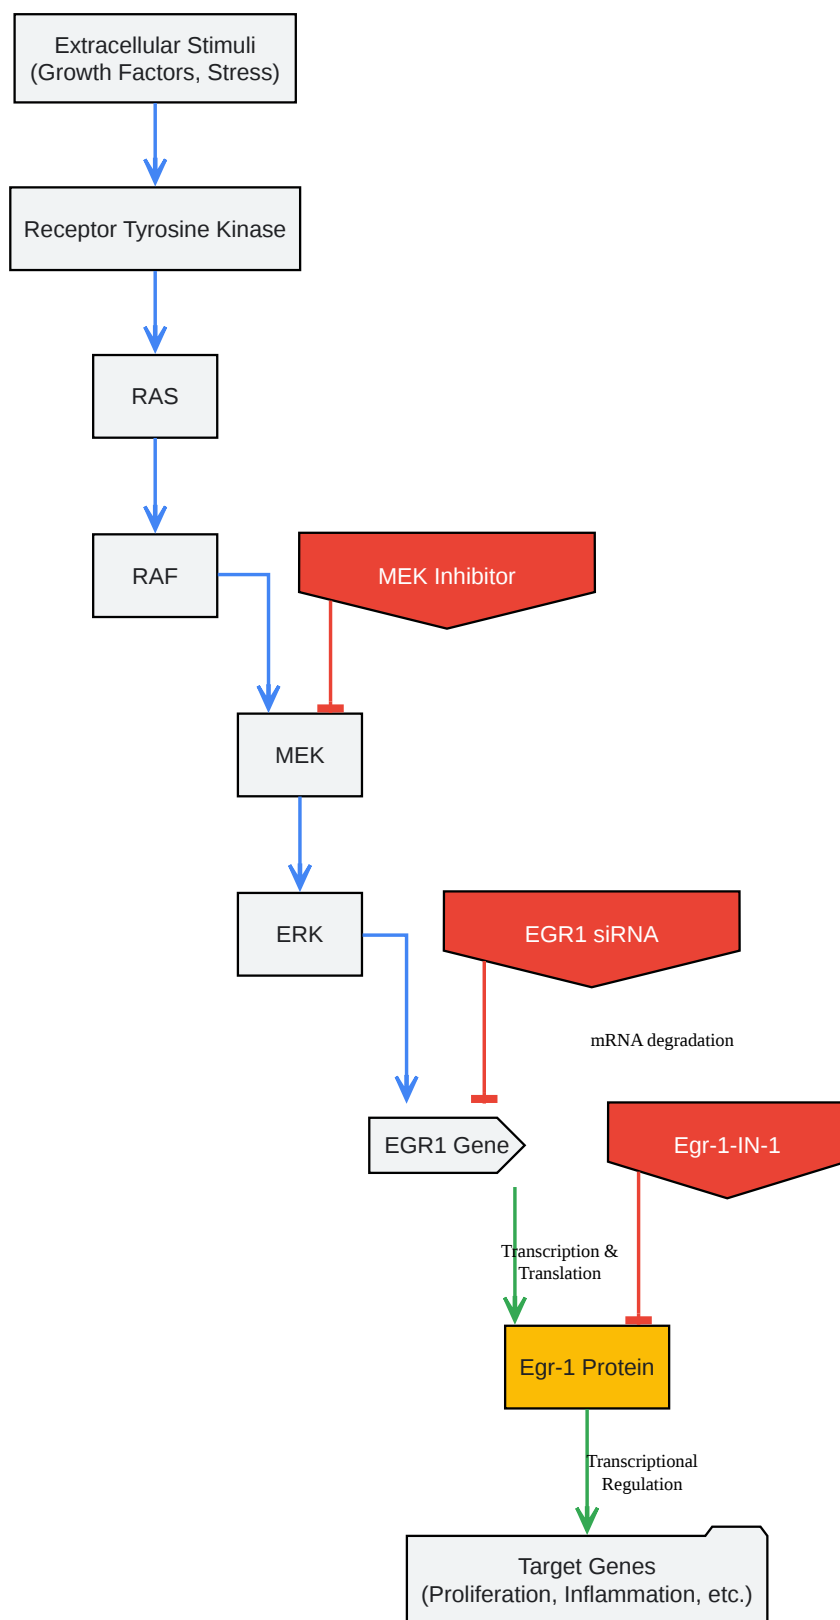 Extracellular Stimuli
(Growth Factors, Stress)
Receptor Tyrosine Kinase
RAS
RAF
MEK Inhibitor
MEK
ERK
EGR1 siRNA
mRNA degradation
EGR1 Gene
Egr-1-IN-1
Transcription &
Translation
Egr-1 Protein
Transcriptional
Regulation
Target Genes
(Proliferation, Inflammation, etc.)